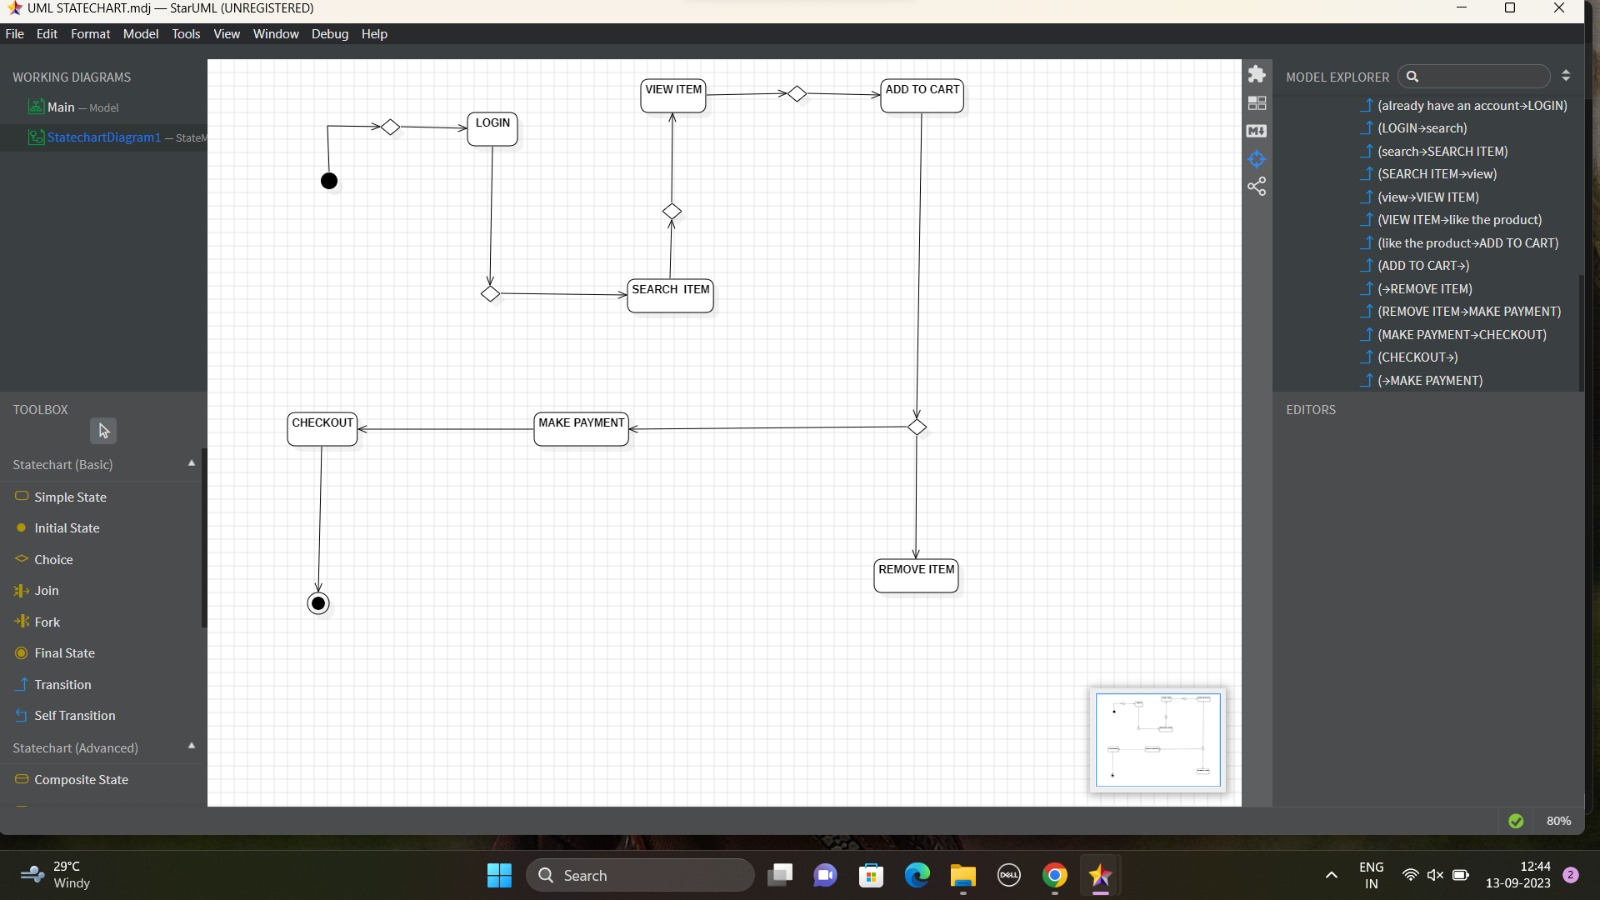 UML STATECHART.mdj — StarUML (UNREGISTERED)
File Edit Format Model Tools View Window Debug Help
WORKING DIAGRAMS
Main — Model
StatechartDiagram1 — StateM
TOOLBOX
Statechart (Basic)
Simple State
Initial State
Choice
Join
Fork
Final State
Transition
Self Transition
Statechart (Advanced)
Composite State
VIEW ITEM
ADD TO CART
LOGIN
SEARCH ITEM
CHECKOUT
MAKE PAYMENT
REMOVE ITEM
MODEL EXPLORER
(already have an account→LOGIN)
(LOGIN→search)
(search→SEARCH ITEM)
(SEARCH ITEM→view)
(view→VIEW ITEM)
(VIEW ITEM→like the product)
(like the product→ADD TO CART)
(ADD TO CART→)
(→REMOVE ITEM)
(REMOVE ITEM→MAKE PAYMENT)
(MAKE PAYMENT→CHECKOUT)
(CHECKOUT→)
(→MAKE PAYMENT)
EDITORS
80%
29°C
Windy
Search
DELL
ENG
IN
12:44
13-09-2023
2